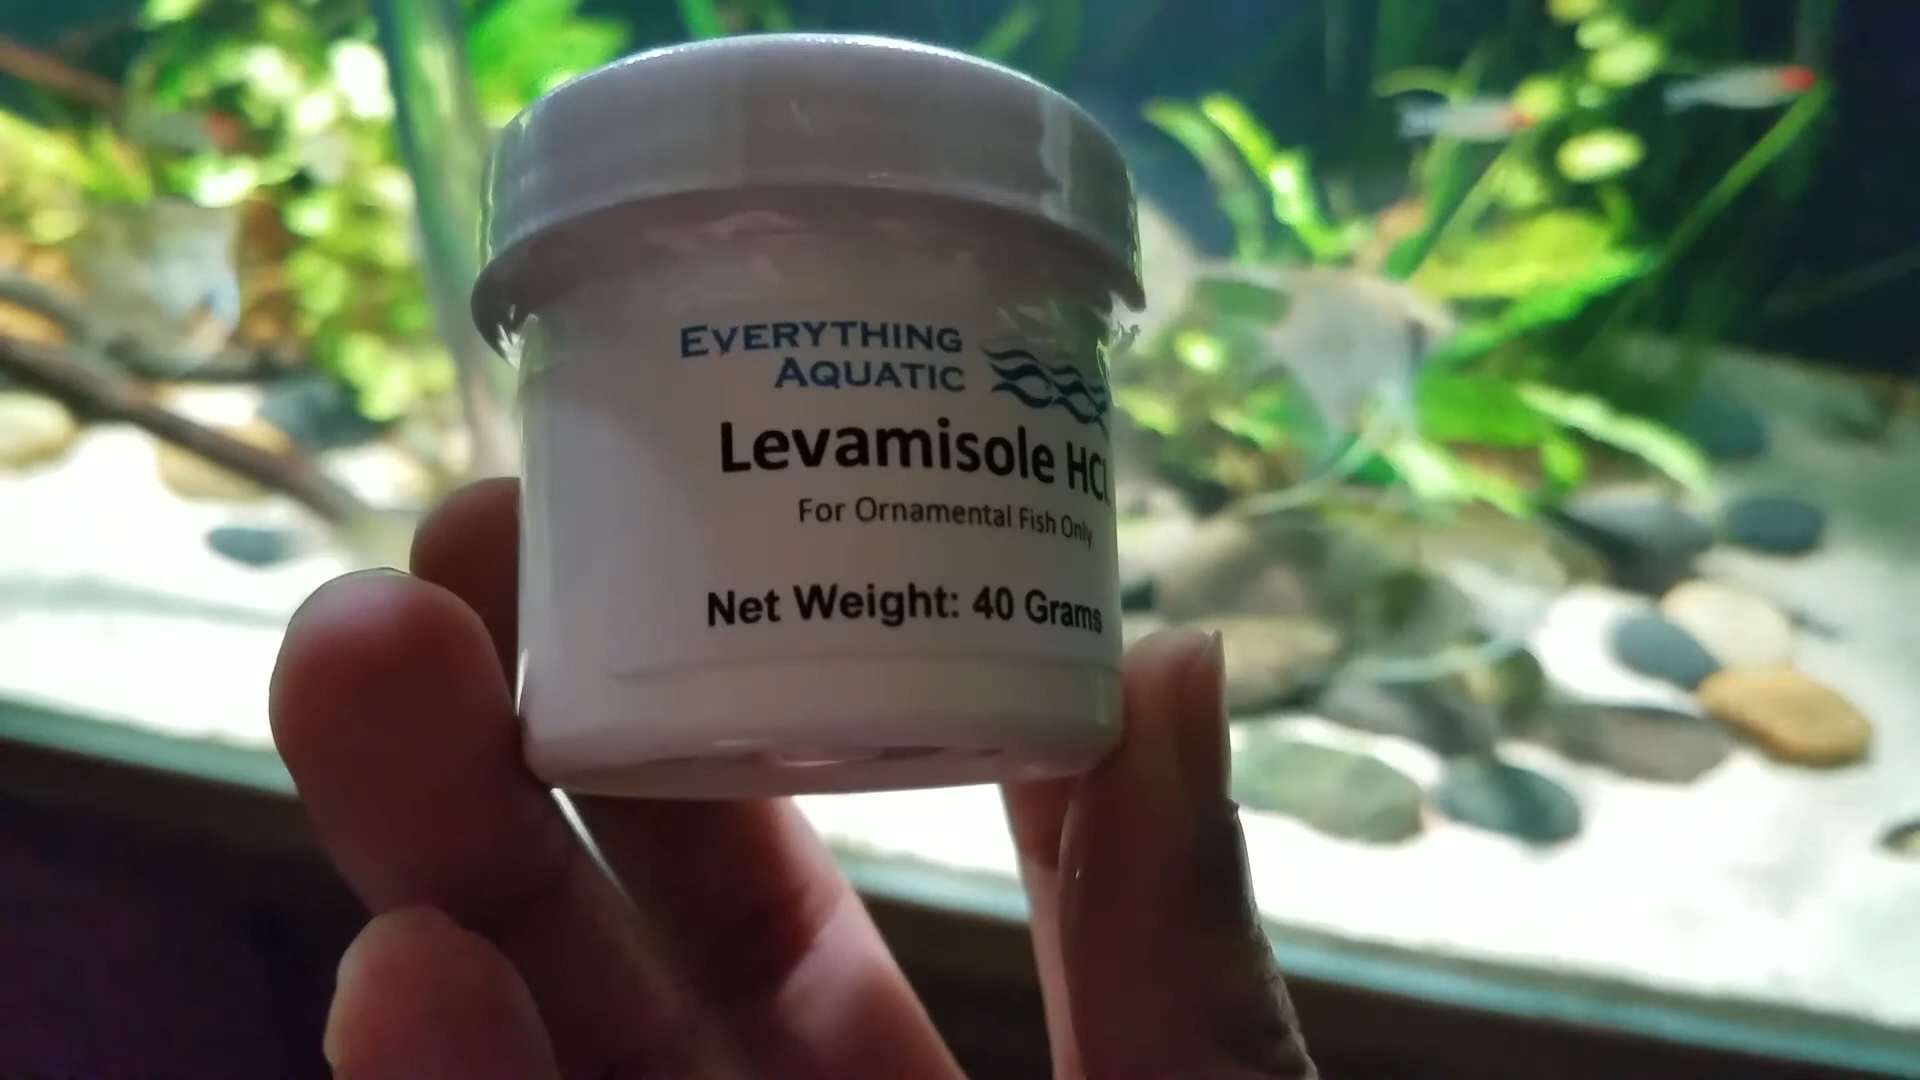 EVERYTHING
AQUATIC
Levamisole HCL
For Ornamental Fish Only
Net Weight: 40 Grams